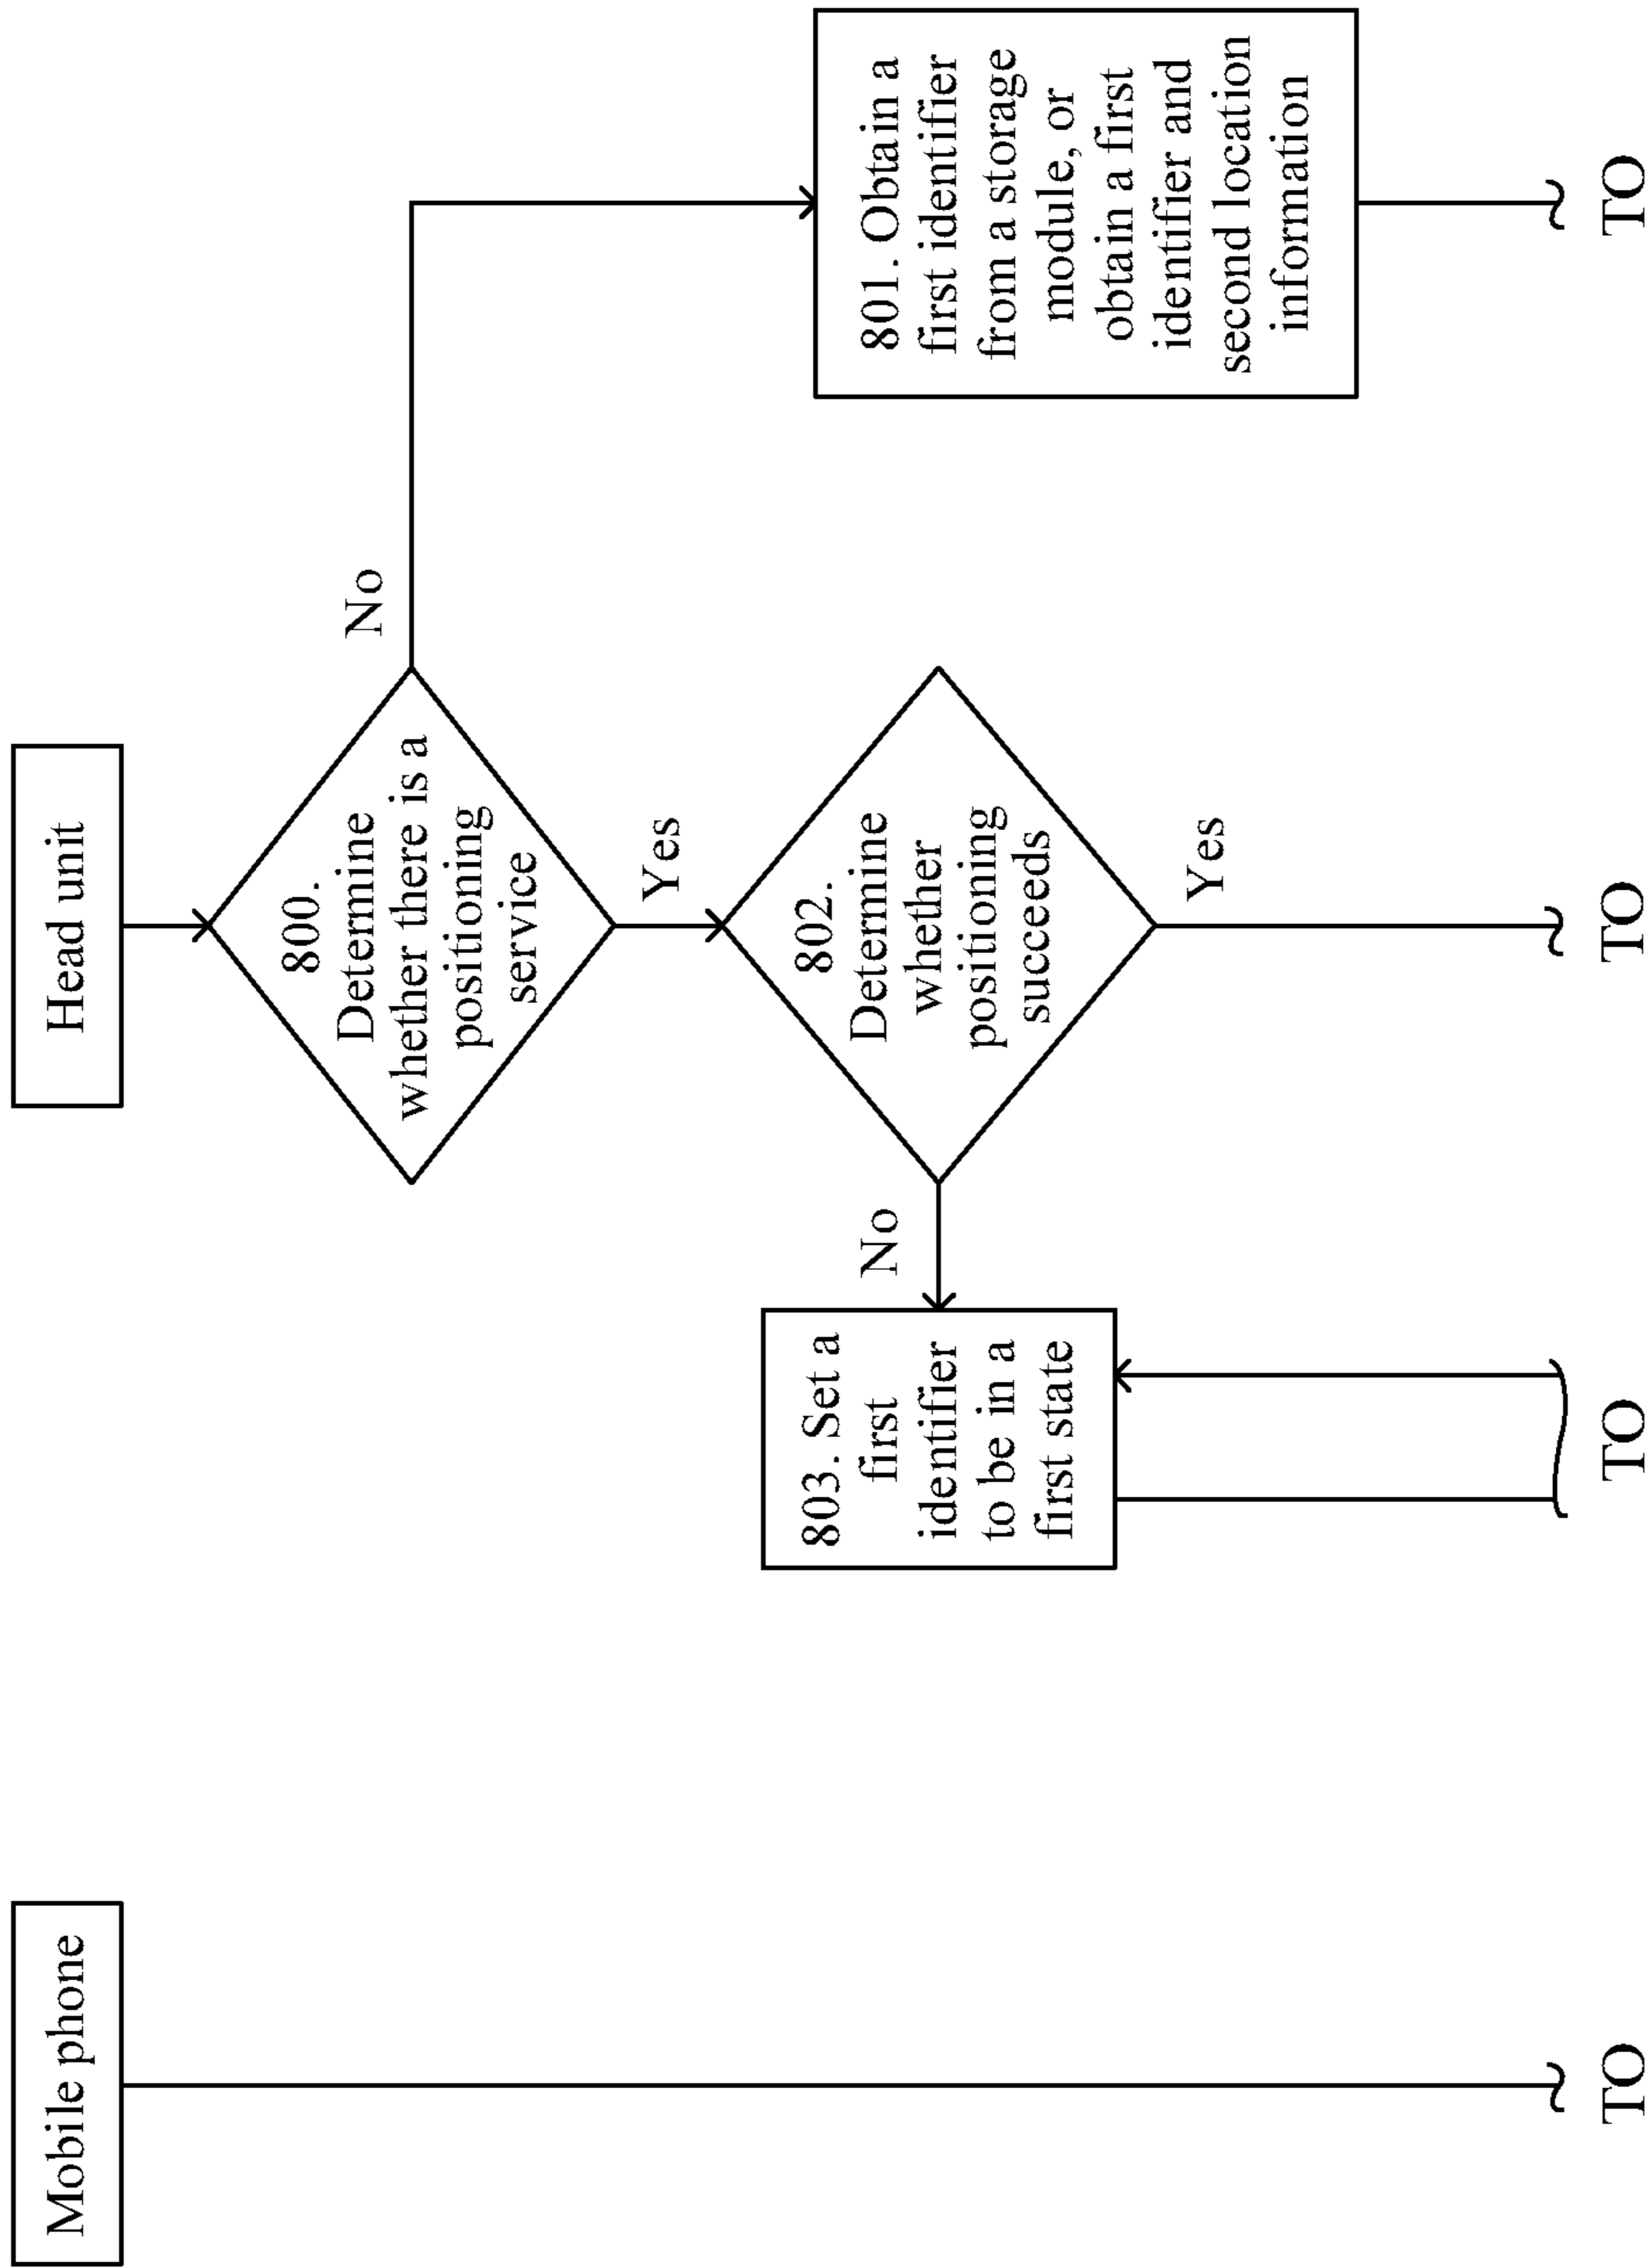 Mobile phone
Head unit
800.
Determine
whether there is a
positioning
service
No
Yes
802.
Determine
whether
positioning
succeeds
No
Yes
803. Set a
first
identifier
to be in a
first state
801. Obtain a
first identifier
from a storage
module, or
obtain a first
identifier and
second location
information
TO
TO
TO
TO